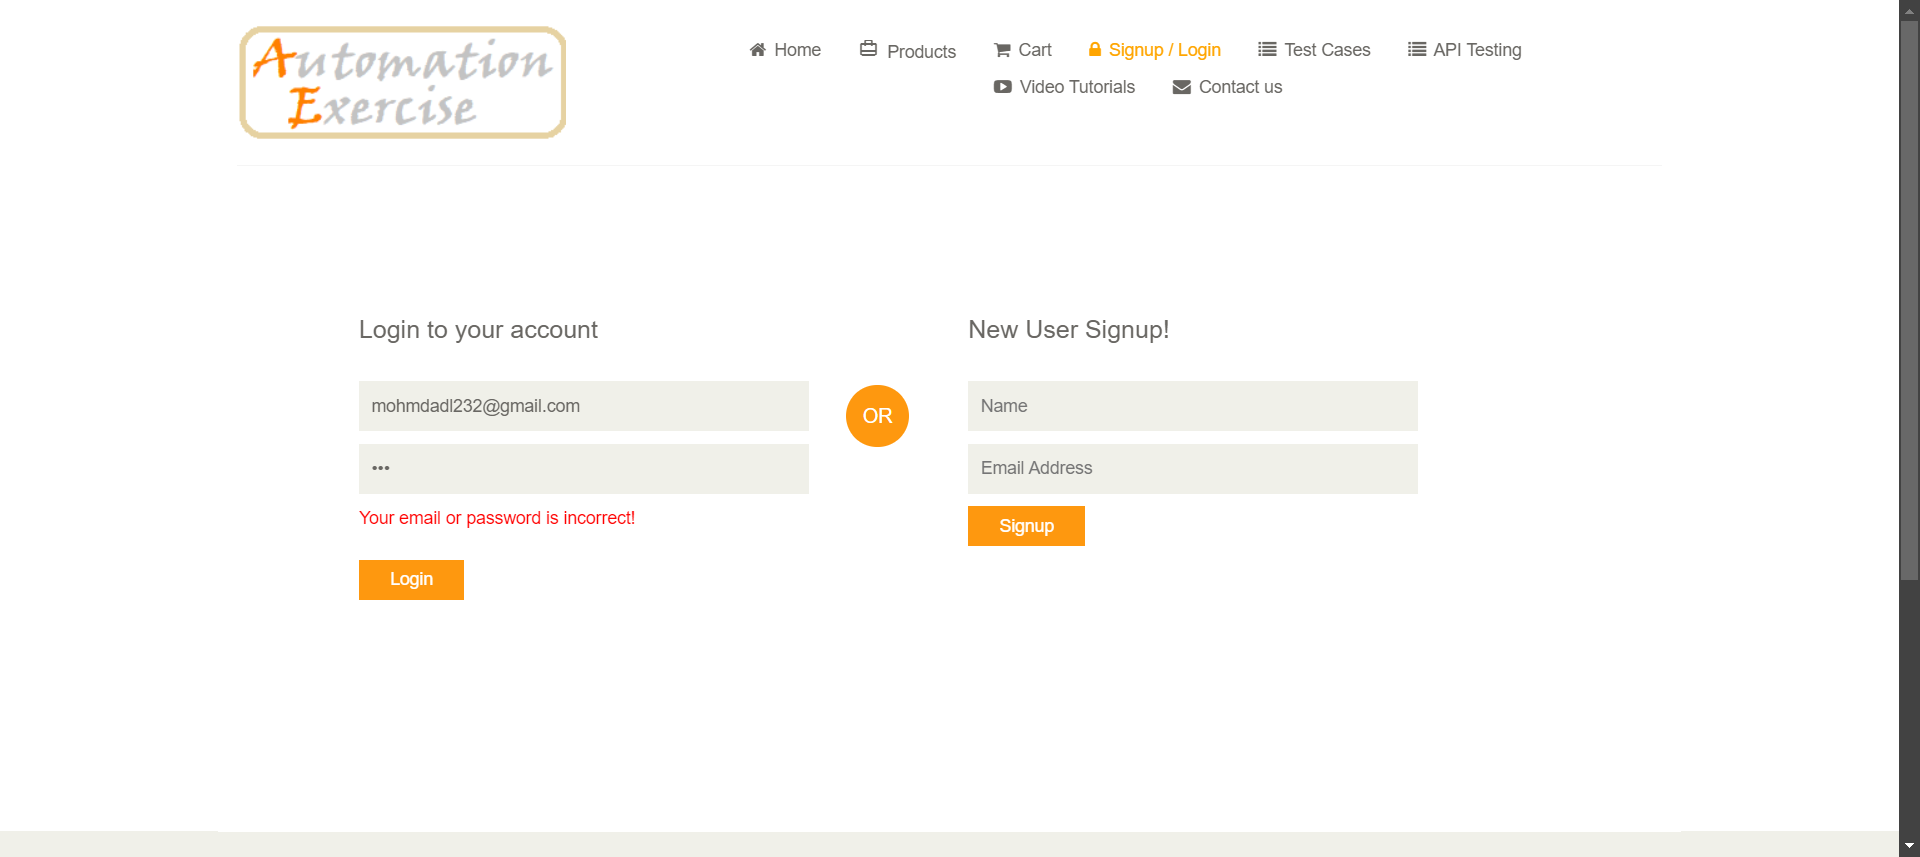 Automation
Exercise
Home
Products
Cart
Signup / Login
Test Cases
API Testing
Video Tutorials
Contact us
Login to your account
mohmdadl232@gmail.com
•••
Your email or password is incorrect!
Login
OR
New User Signup!
Name
Email Address
Signup